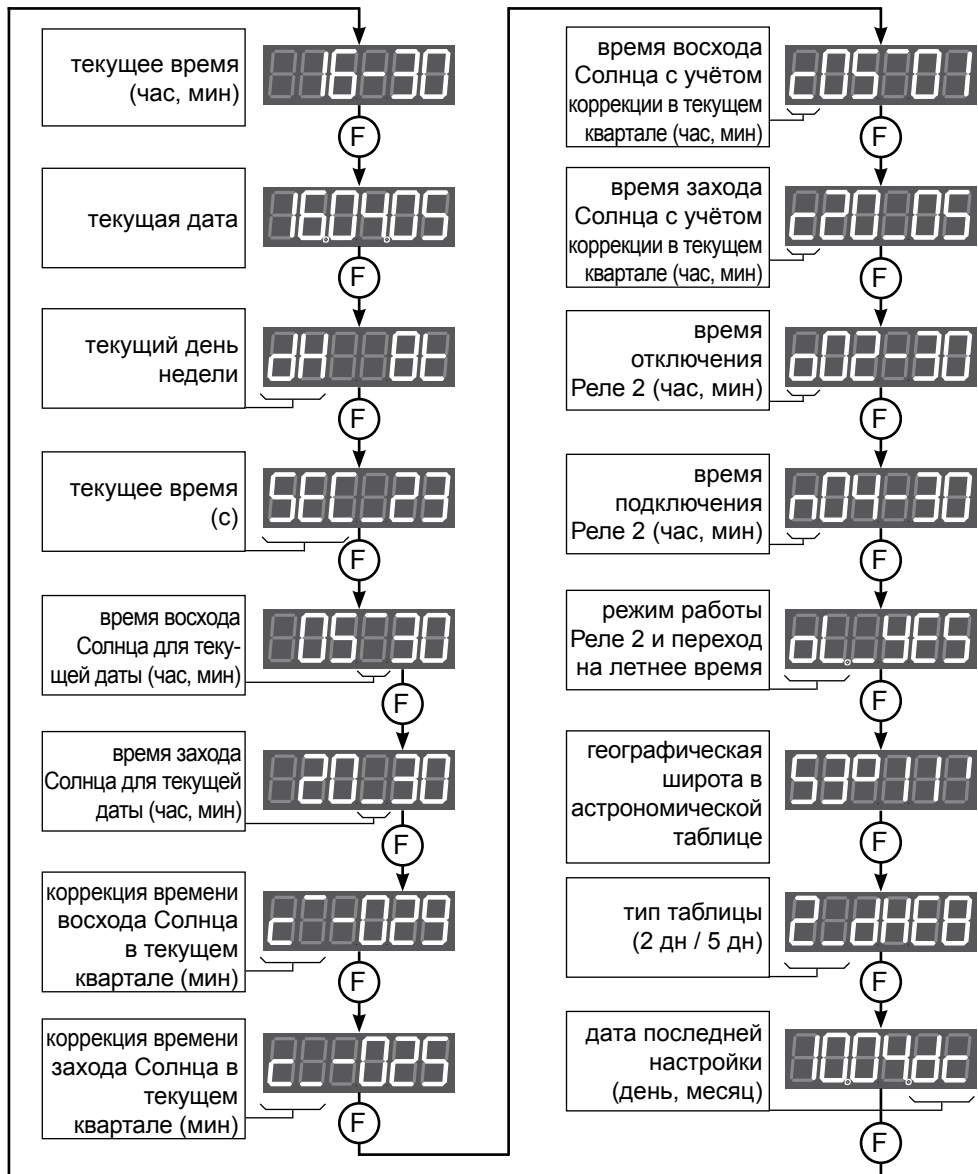 текущее время
(час, мин)
16-30
F
текущая дата
16.04.05
F
текущий день
недели
dH 8t
F
текущее время
(с)
SEC_23
F
время восхода
Солнца для теку-
щей даты (час, мин)
05¯30
F
время захода
Солнца для текущей
даты (час, мин)
20_30
F
коррекция времени
восхода Солнца
в текущем
квартале (мин)
c¯-029
F
коррекция времени
захода Солнца в
текущем
квартале (мин)
c_-025
F
время восхода
Солнца с учётом
коррекции в текущем
квартале (час, мин)
c05¯01
F
время захода
Солнца с учётом
коррекции в текущем
квартале (час, мин)
c20_05
F
время
отключения
Реле 2 (час, мин)
o02-30
F
время
подключения
Реле 2 (час, мин)
n04-30
F
режим работы
Реле 2 и переход
на летнее время
oL._YES
F
географическая
широта в
астрономической
таблице
53° 11'
F
тип таблицы
(2 дн / 5 дн)
2_dHE8
F
дата последней
настройки
(день, месяц)
10.04.dc
F